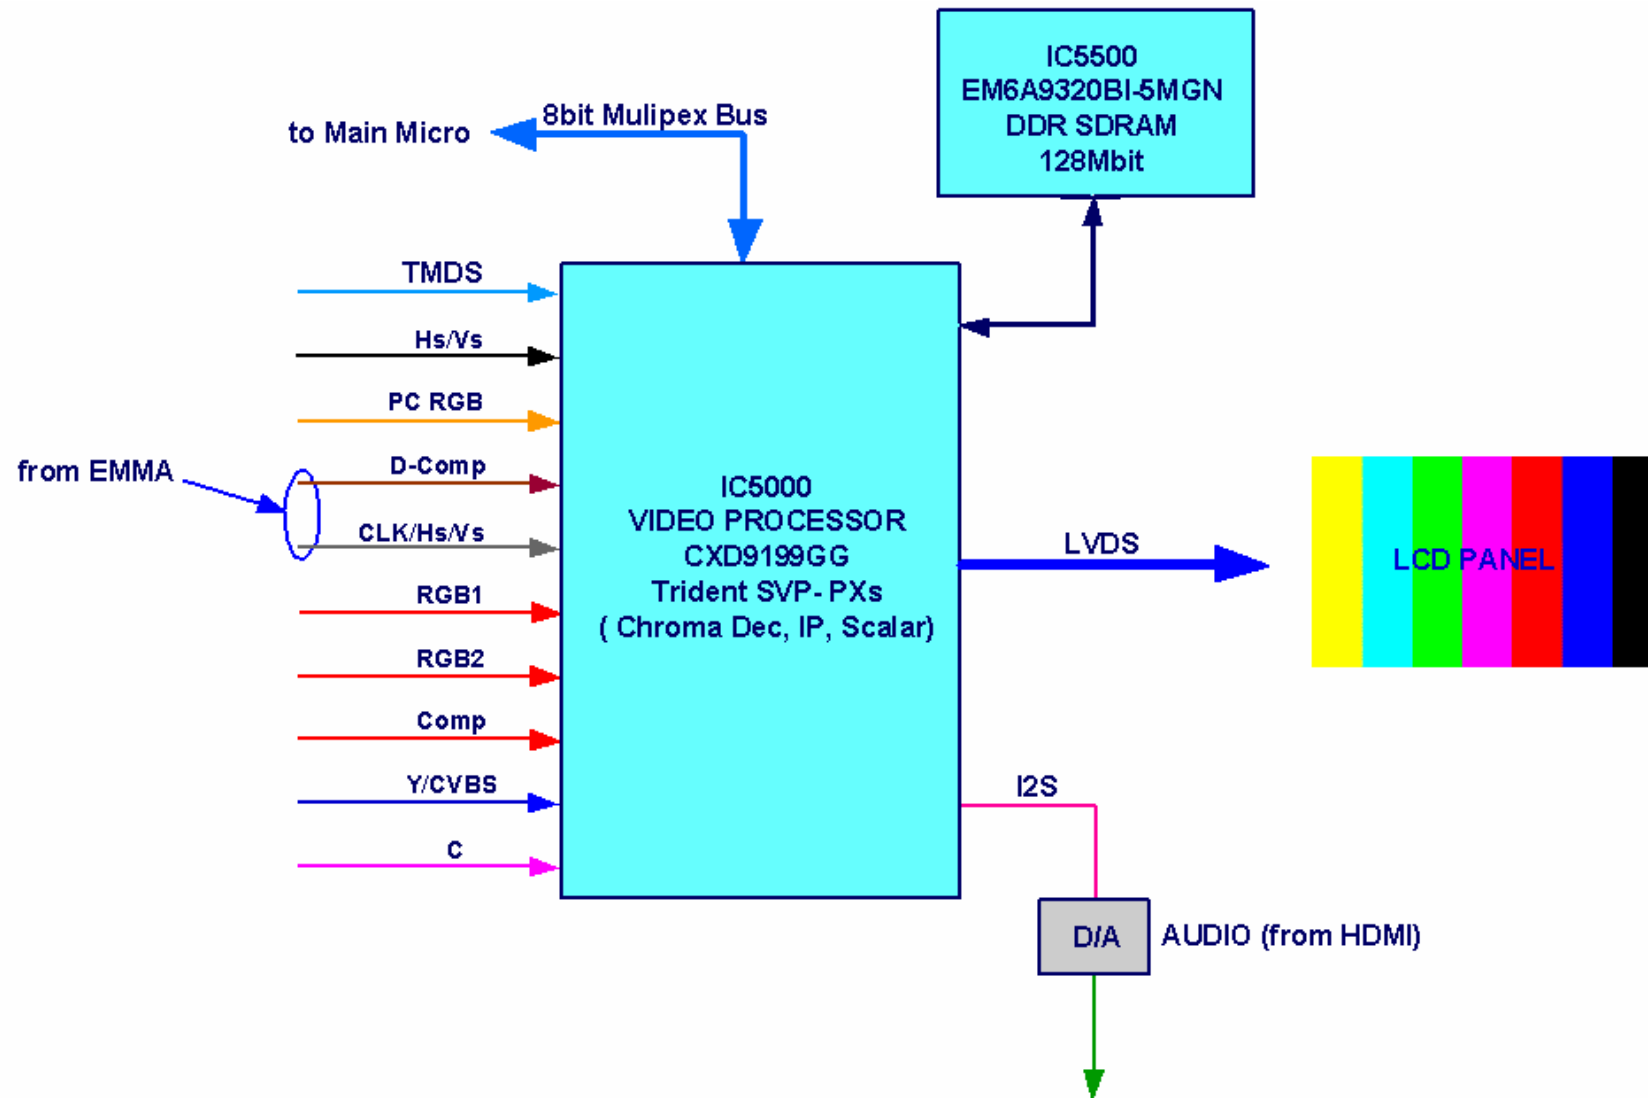 IC5500
EM6A9320BI-5MGN
DDR SDRAM
128Mbit
8bit Mulipex Bus
to Main Micro
TMDS
Hs/Vs
PC RGB
D-Comp
from EMMA
CLK/Hs/Vs
RGB1
RGB2
Comp
Y/CVBS
C
IC5000
VIDEO PROCESSOR
CXD9199GG
Trident SVP-PXs
( Chroma Dec, IP, Scalar)
LVDS
LCD PANEL
I2S
D/A
AUDIO (from HDMI)